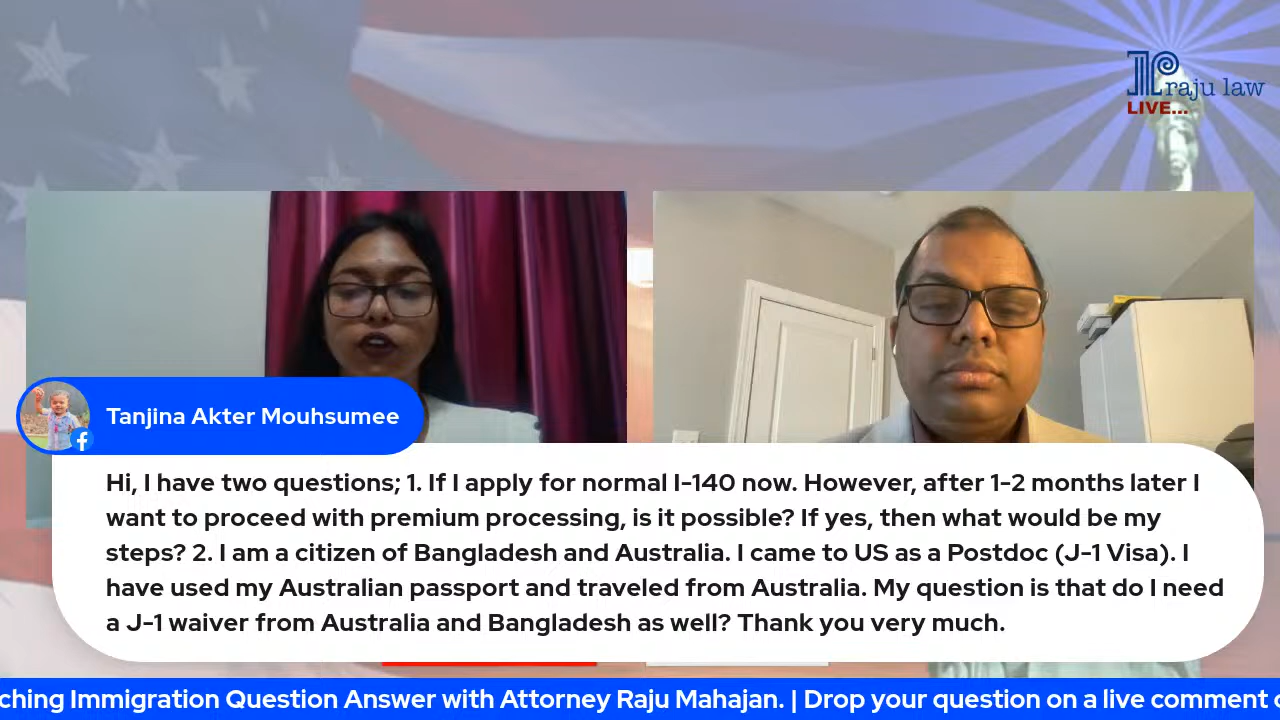 raju law
LIVE...
Tanjina Akter Mouhsumee
Hi, I have two questions; 1. If I apply for normal I-140 now. However, after 1-2 months later I
want to proceed with premium processing, is it possible? If yes, then what would be my
steps? 2. I am a citizen of Bangladesh and Australia. I came to US as a Postdoc (J-1 Visa). I
have used my Australian passport and traveled from Australia. My question is that do I need
a J-1 waiver from Australia and Bangladesh as well? Thank you very much.
ching Immigration Question Answer with Attorney Raju Mahajan. | Drop your question on a live comment